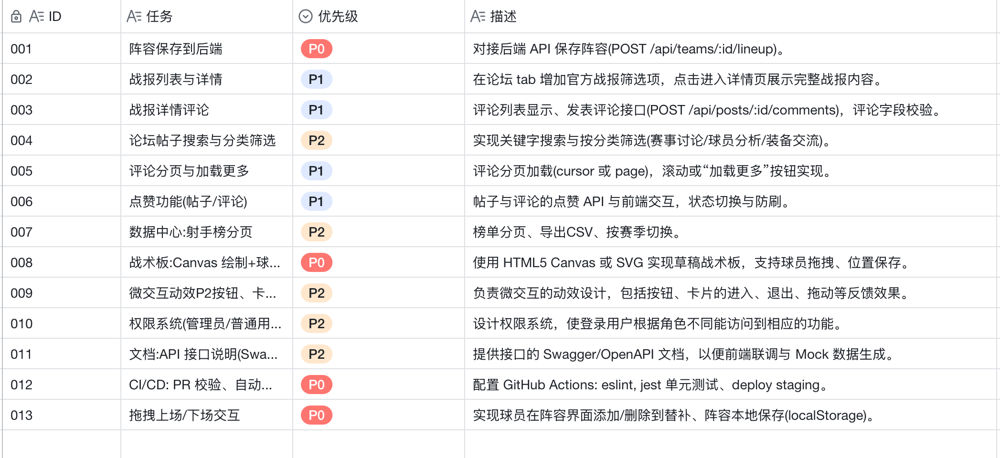 ID 任务 优先级 描述
001 阵容保存到后端 P0 对接后端 API 保存阵容(POST /api/teams/:id/lineup)。
002 战报列表与详情 P1 在论坛 tab 增加官方战报筛选项，点击进入详情页展示完整战报内容。
003 战报详情评论 P1 评论列表显示、发表评论接口(POST /api/posts/:id/comments)，评论字段校验。
004 论坛帖子搜索与分类筛选 P2 实现关键字搜索与按分类筛选(赛事讨论/球员分析/装备交流)。
005 评论分页与加载更多 P1 评论分页加载(cursor 或 page)，滚动或“加载更多”按钮实现。
006 点赞功能(帖子/评论) P1 帖子与评论的点赞 API 与前端交互，状态切换与防刷。
007 数据中心:射手榜分页 P2 榜单分页、导出CSV、按赛季切换。
008 战术板:Canvas 绘制+球... P0 使用 HTML5 Canvas 或 SVG 实现草稿战术板，支持球员拖拽、位置保存。
009 微交互动效P2按钮、卡... P2 负责微交互的动效设计，包括按钮、卡片的进入、退出、拖动等反馈效果。
010 权限系统(管理员/普通用... P2 设计权限系统，使登录用户根据角色不同能访问到相应的功能。
011 文档:API 接口说明(Swa... P2 提供接口的 Swagger/OpenAPI 文档，以便前端联调与 Mock 数据生成。
012 CI/CD: PR 校验、自动... P0 配置 GitHub Actions: eslint, jest 单元测试、deploy staging。
013 拖拽上场/下场交互 P0 实现球员在阵容界面添加/删除到替补、阵容本地保存(localStorage)。